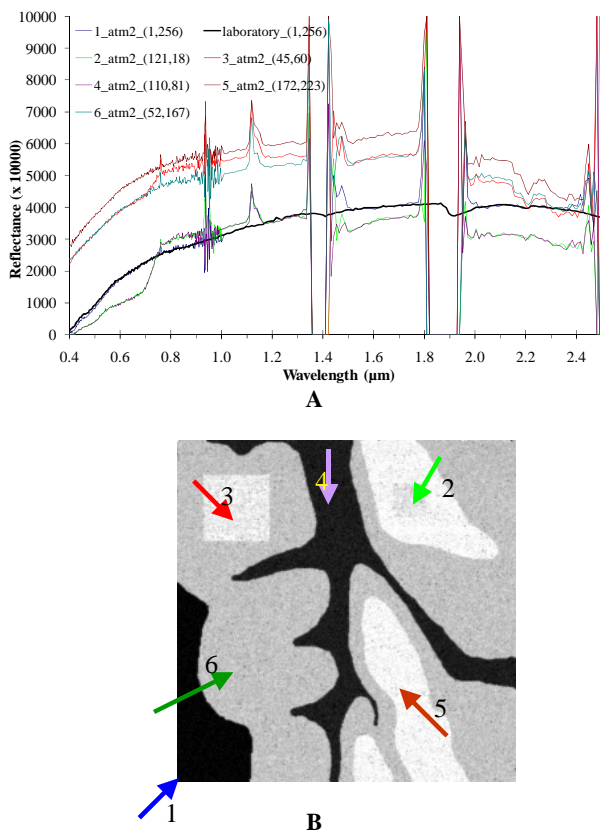 10000
9000
8000
7000
6000
5000
4000
3000
2000
1000
0
Reflectance (x 10000)
1_atm2_(1,256) laboratory_(1,256)
2_atm2_(121,18) 3_atm2_(45,60)
4_atm2_(110,81) 5_atm2_(172,223)
6_atm2_(52,167)
0.4 0.6 0.8 1.0 1.2 1.4 1.6 1.8 2.0 2.2 2.4
Wavelength (µm)
A
4
3 2
6
5
1
B